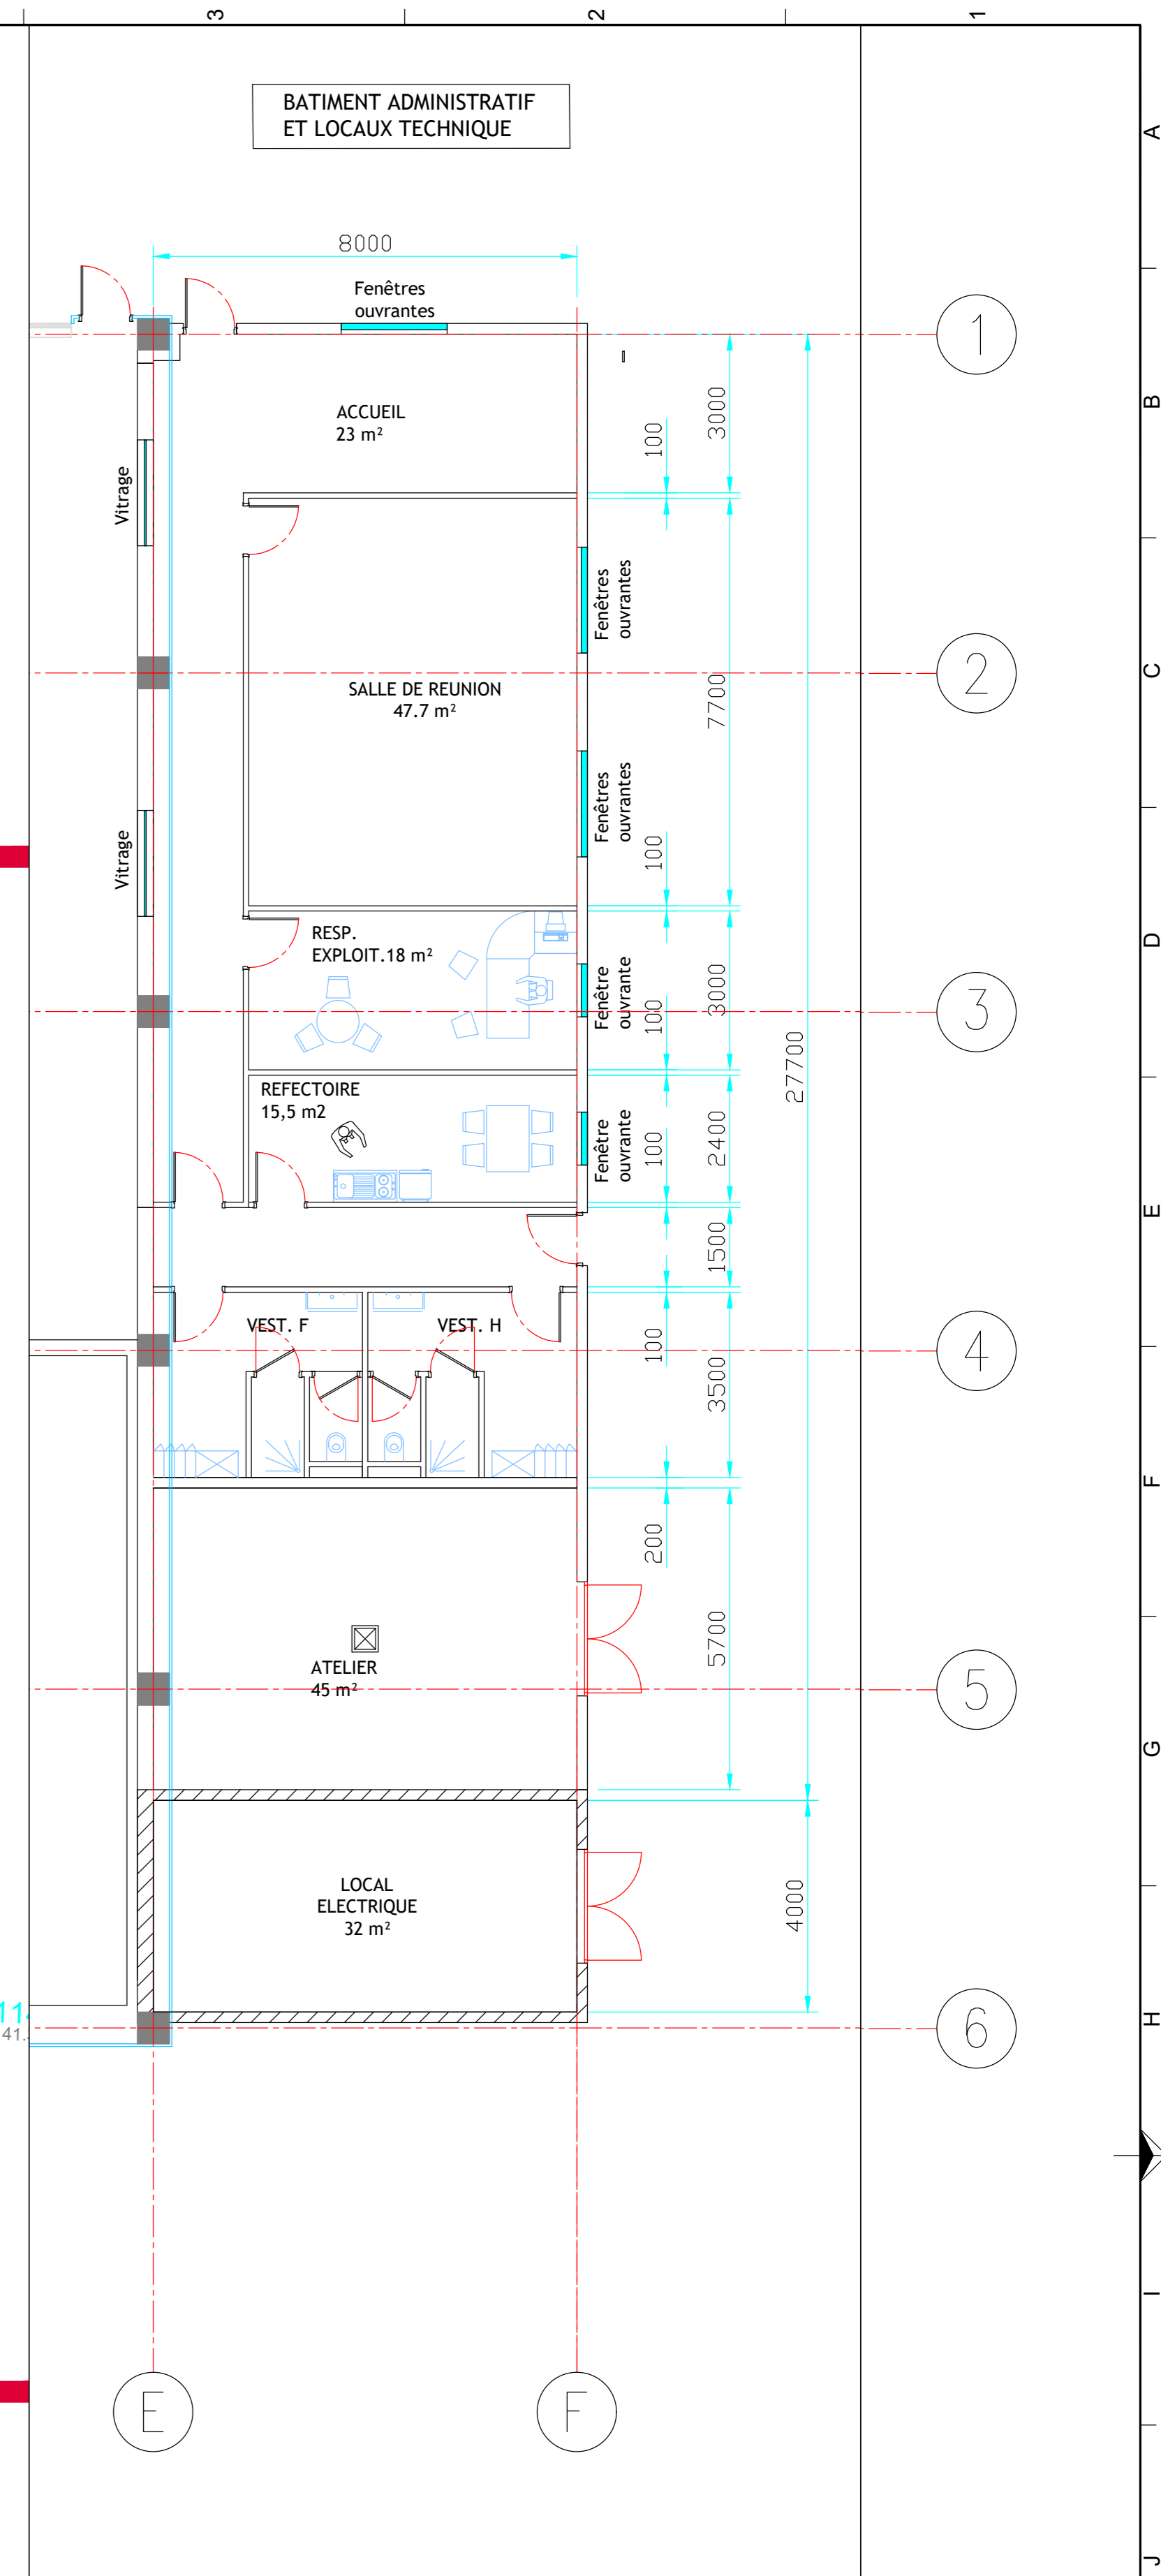 3
2
1
BATIMENT ADMINISTRATIF
ET LOCAUX TECHNIQUE
A
8000
Fenêtres
ouvrantes
1
ACCUEIL
23 m²
100
3000
B
Vitrage
Fenêtres
ouvrantes
2
C
SALLE DE REUNION
47.7 m²
7700
Fenêtres
ouvrantes
Vitrage
100
RESP.
EXPLOIT.18 m²
D
Fenêtre
ouvrante
100
3000
3
27700
REFECTOIRE
15,5 m2
Fenêtre
ouvrante
100
2400
E
1500
VEST. F
VEST. H
100
3500
4
F
200
5700
ATELIER
45 m²
5
G
LOCAL
ELECTRIQUE
32 m²
4000
6
H
I
E
F
J